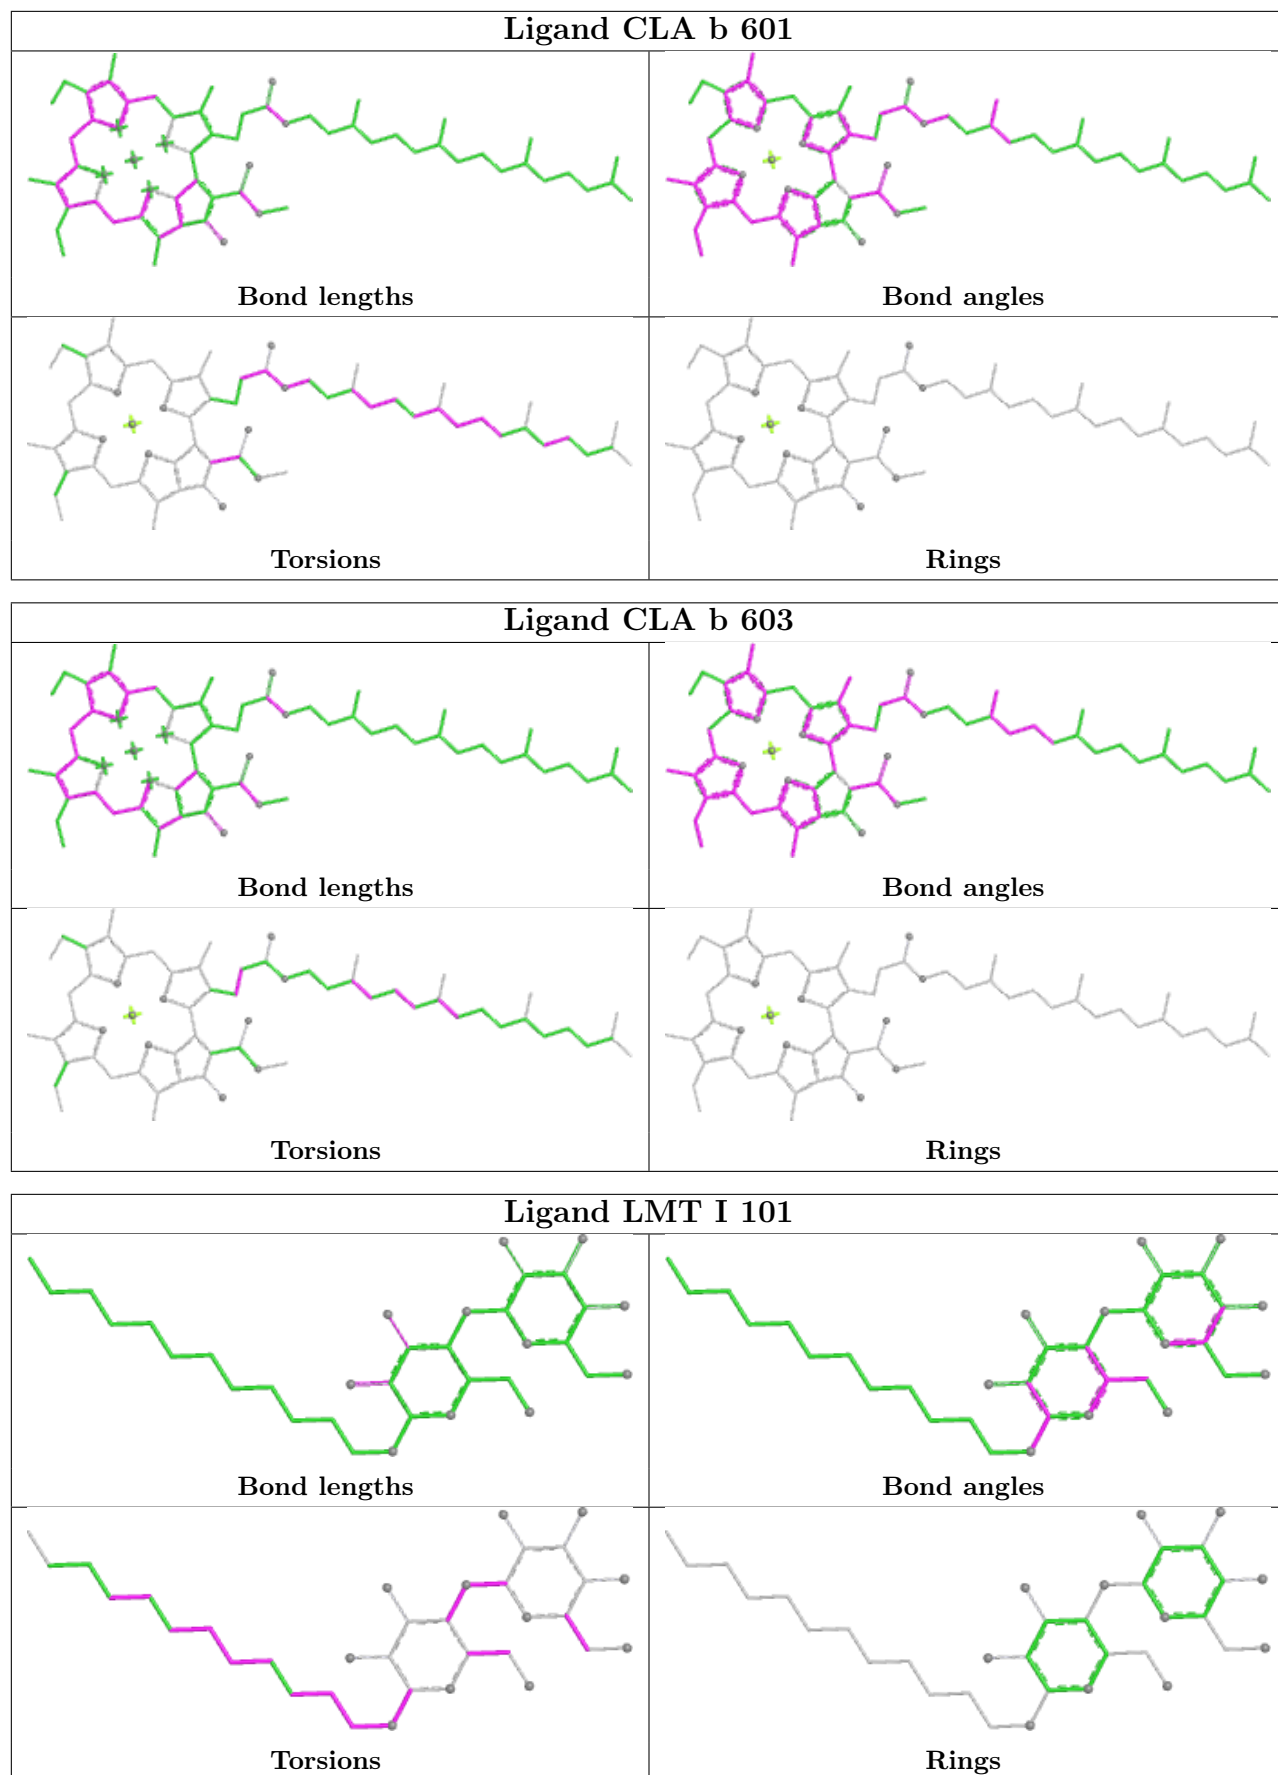 Ligand CLA b 601
Bond lengths
Bond angles
Torsions
Rings
Ligand CLA b 603
Bond lengths
Bond angles
Torsions
Rings
Ligand LMT I 101
Bond lengths
Bond angles
Torsions
Rings